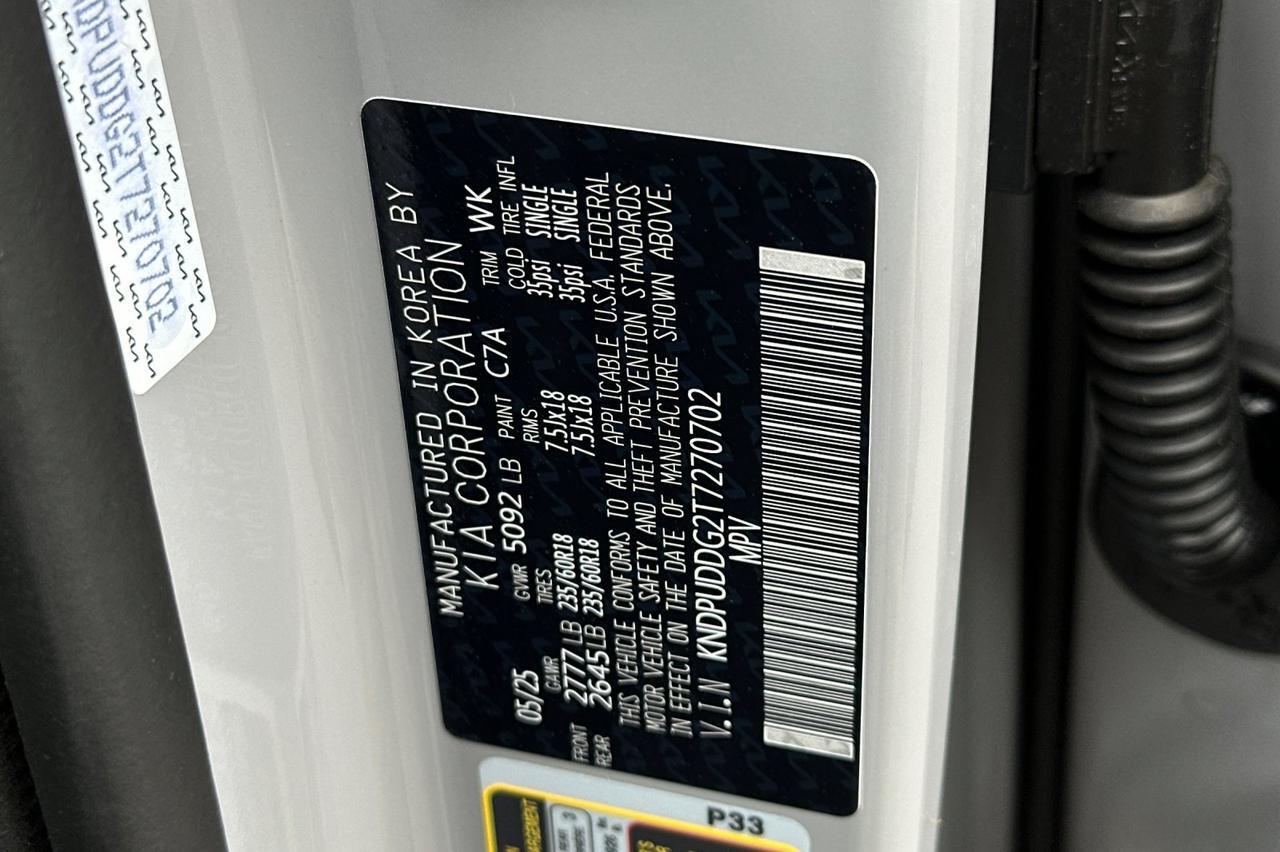 MANUFACTURED IN KOREA BY
KIA CORPORATION
05/25 GVWR 5092 LB PAINT C7A TRIM WK
GAWR TIRES RIMS COLD TIRE INFL
FRONT 2777 LB 235/60R18 7.5Jx18 35psi SINGLE
REAR 2645 LB 235/60R18 7.5Jx18 35psi SINGLE
THIS VEHICLE CONFORMS TO ALL APPLICABLE U.S.A. FEDERAL
MOTOR VEHICLE SAFETY AND THEFT PREVENTION STANDARDS
IN EFFECT ON THE DATE OF MANUFACTURE SHOWN ABOVE.
V.I.N KNDPUDDG2T7270702
MPV
P33